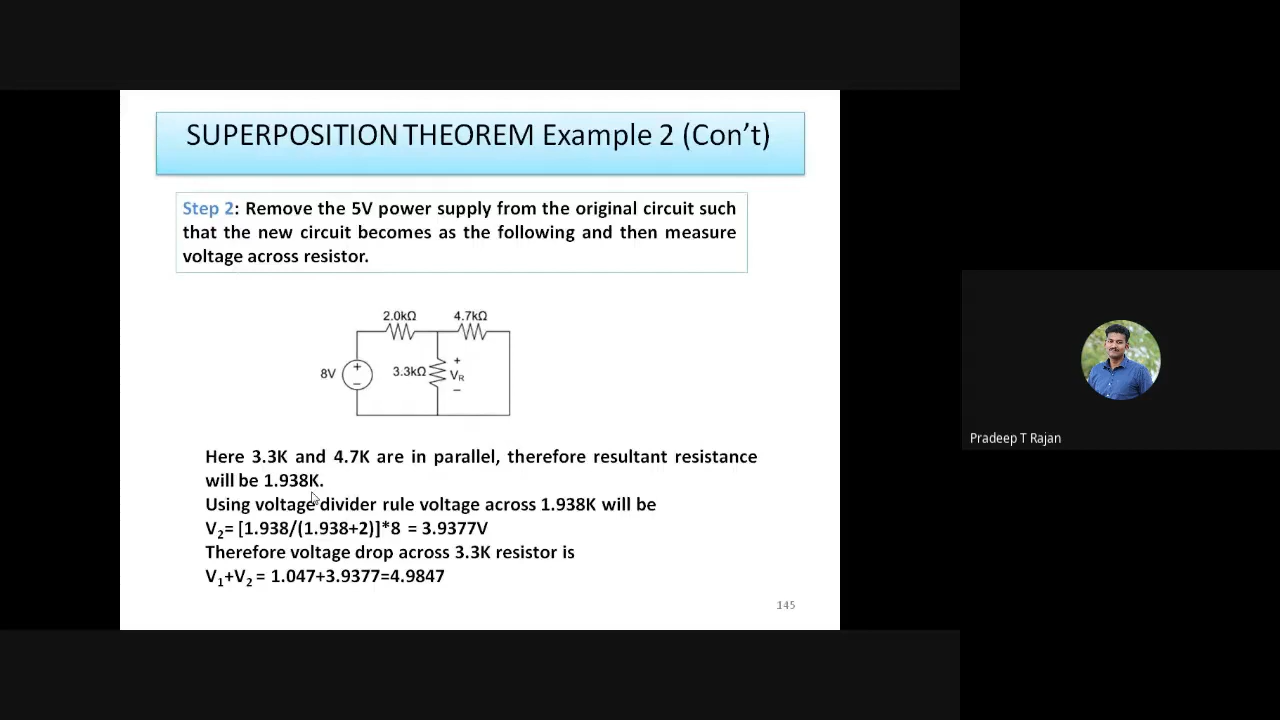 SUPERPOSITION THEOREM Example 2 (Con’t)
Step 2: Remove the 5V power supply from the original circuit such
that the new circuit becomes as the following and then measure
voltage across resistor.
2.0kΩ
4.7kΩ
8V
+
−
3.3kΩ
+
VR
−
Here 3.3K and 4.7K are in parallel, therefore resultant resistance
will be 1.938K.
Using voltage divider rule voltage across 1.938K will be
V₂= [1.938/(1.938+2)]*8 = 3.9377V
Therefore voltage drop across 3.3K resistor is
V₁+V₂ = 1.047+3.9377=4.9847
145
Pradeep T Rajan